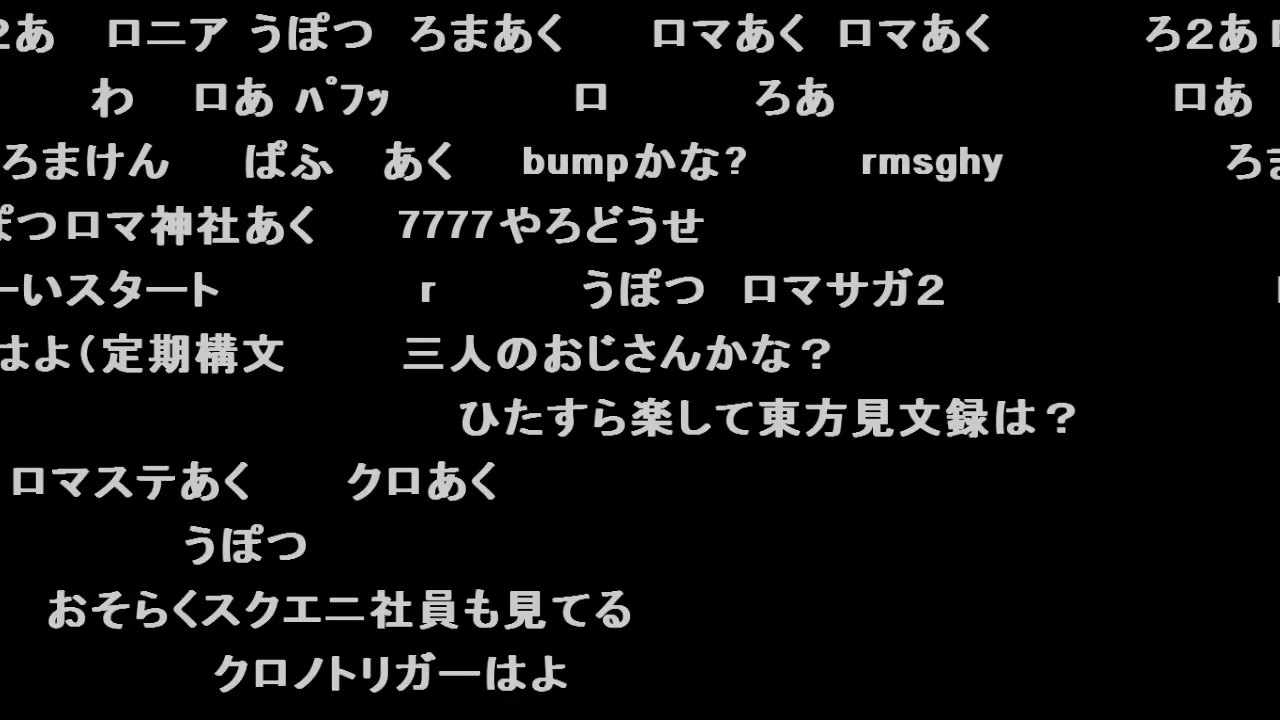 2あ ロニア うぽつ ろまあく ロマあく ロマあく ろ2あ
わ ロあ ﾊﾟﾌｯ ロ ろあ ロあ
ろまけん ぱふ あく bumpかな? rmsghy ろま
ぽつロマ神社あく 7777やろどうせ
ーいスタート r うぽつ ロマサガ2
はよ(定期構文 三人のおじさんかな?
ひたすら楽して東方見文録は?
ロマステあく クロあく
うぽつ
おそらくスクエニ社員も見てる
クロノトリガーはよ